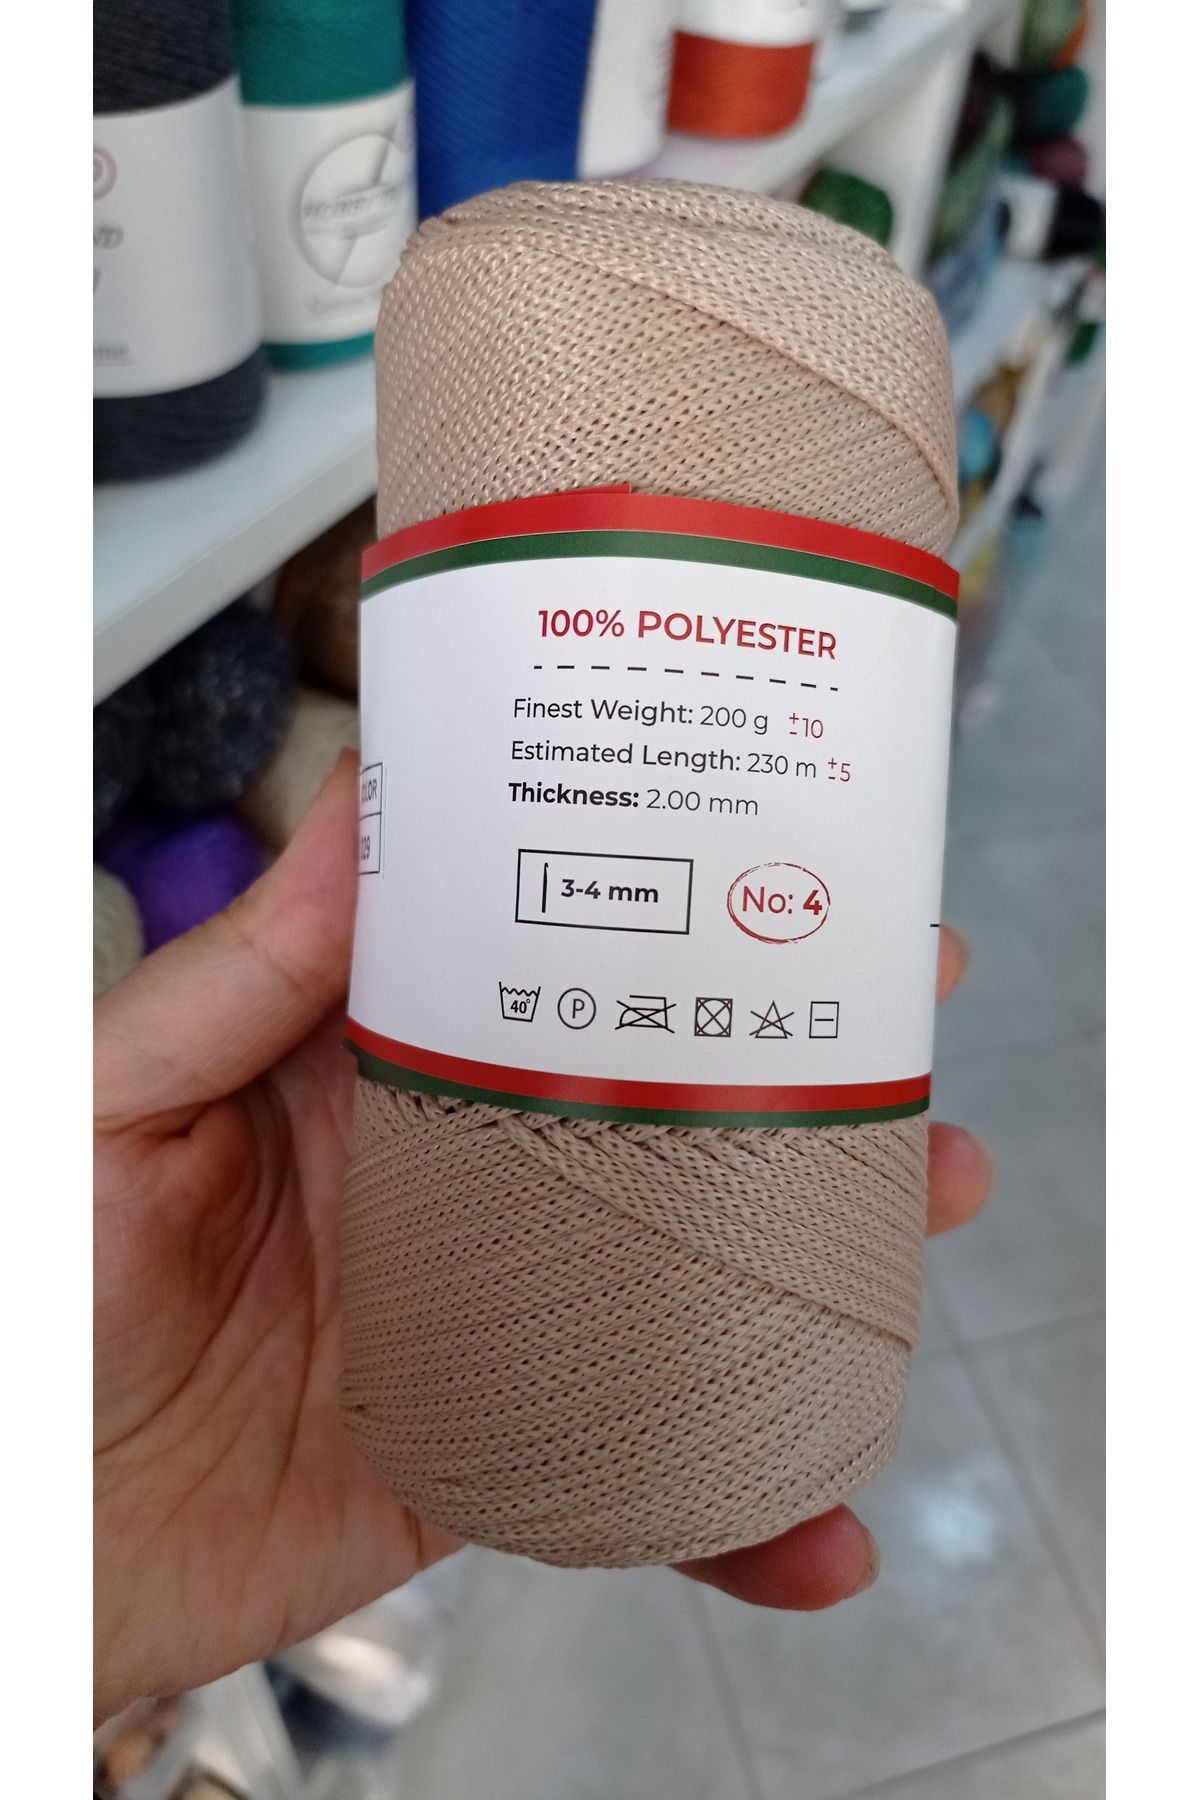 100% POLYESTER
Finest Weight: 200 g ±10
Estimated Length: 230 m ±5
Thickness: 2.00 mm
3-4 mm
No: 4
40°
P